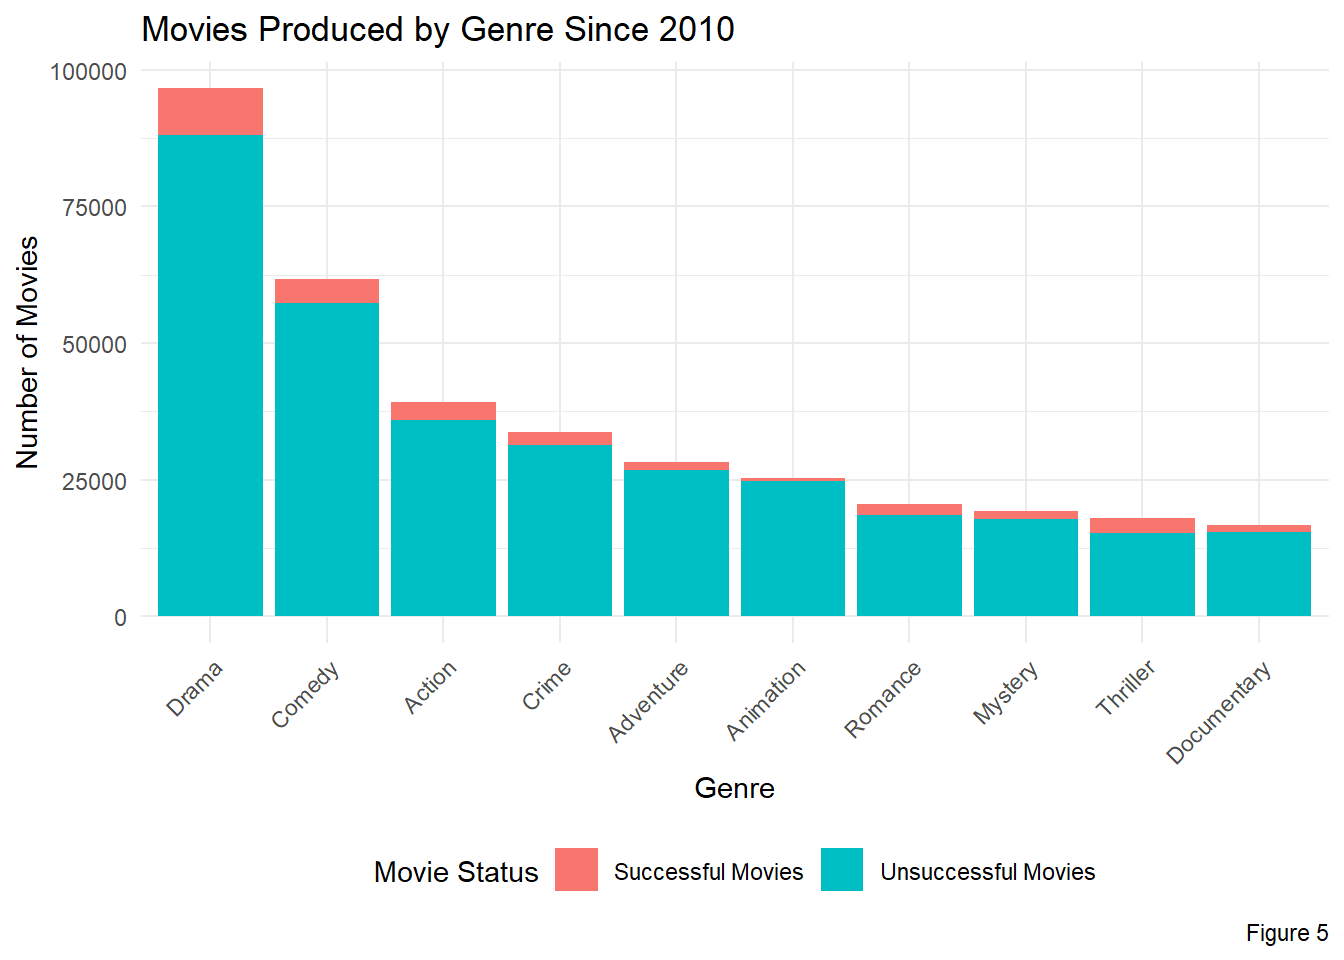 Movies Produced by Genre Since 2010
Number of Movies
100000
75000
50000
25000
0
Drama
Comedy
Action
Crime
Adventure
Animation
Romance
Mystery
Thriller
Documentary
Genre
Movie Status
Successful Movies
Unsuccessful Movies
Figure 5